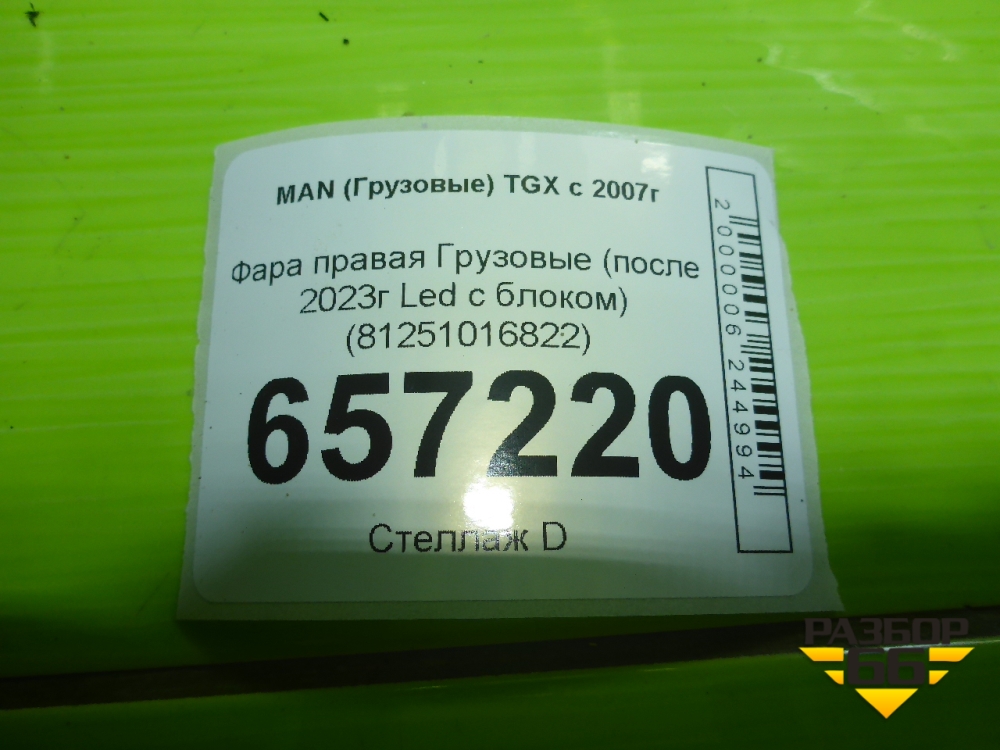 MAN (Грузовые) TGX с 2007г
Фара правая Грузовые (после
2023г Led с блоком)
(81251016822)
657220
Стеллаж D
2000006244994
РАЗБОР
66